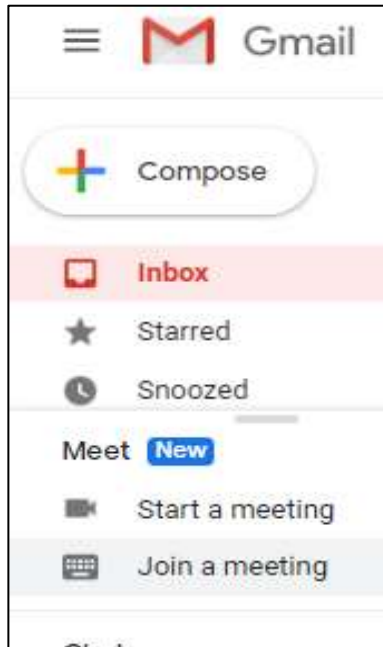 Gmail
Compose
Inbox
Starred
Snoozed
Meet New
Start a meeting
Join a meeting